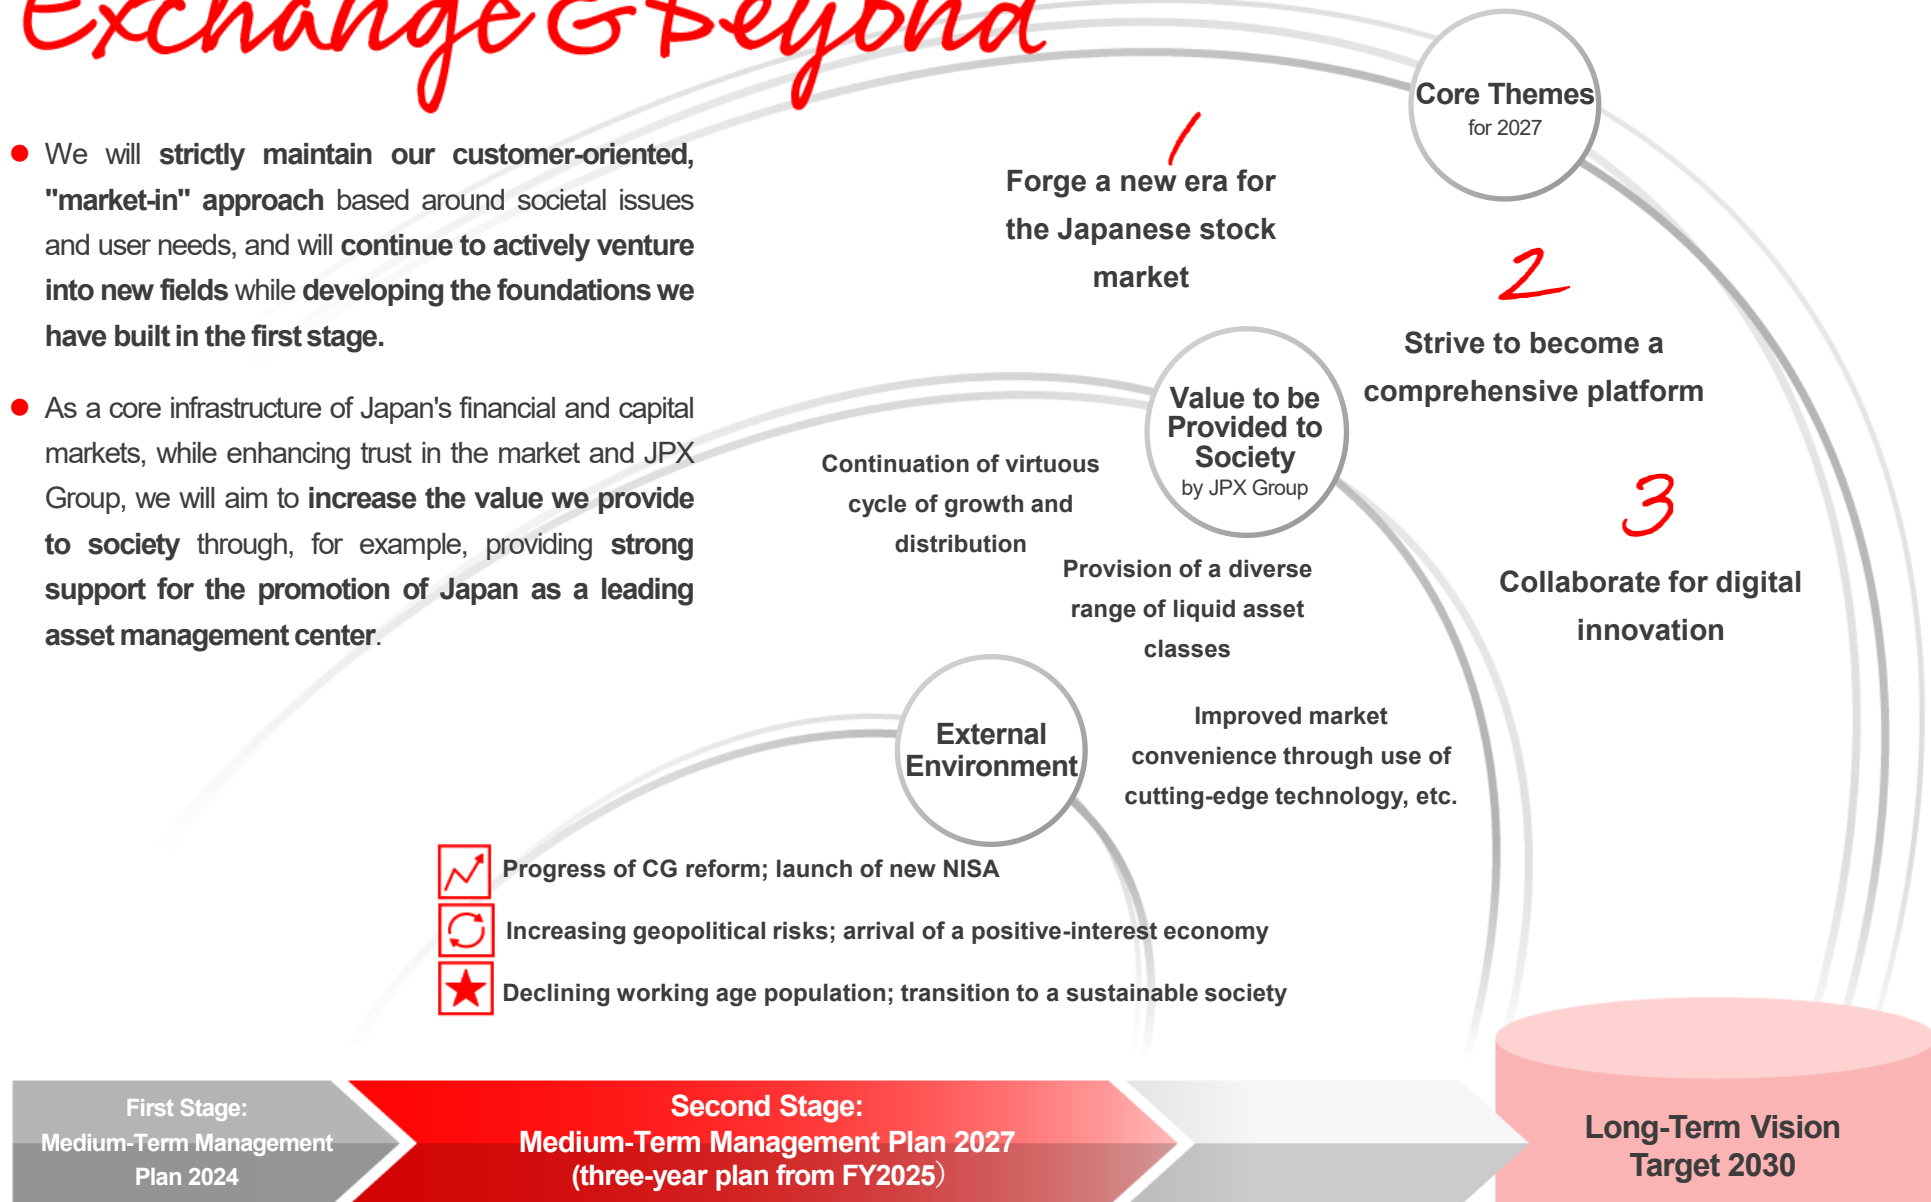 Exchange & Beyond
We will strictly maintain our customer-oriented,
"market-in" approach based around societal issues
and user needs, and will continue to actively venture
into new fields while developing the foundations we
have built in the first stage.
As a core infrastructure of Japan's financial and capital
markets, while enhancing trust in the market and JPX
Group, we will aim to increase the value we provide
to society through, for example, providing strong
support for the promotion of Japan as a leading
asset management center.
Core Themes
for 2027
1
Forge a new era for
the Japanese stock
market
2
Strive to become a
comprehensive platform
3
Collaborate for digital
innovation
Value to be
Provided to
Society
by JPX Group
Continuation of virtuous
cycle of growth and
distribution
Provision of a diverse
range of liquid asset
classes
Improved market
convenience through use of
cutting-edge technology, etc.
External
Environment
Progress of CG reform; launch of new NISA
Increasing geopolitical risks; arrival of a positive-interest economy
Declining working age population; transition to a sustainable society
First Stage:
Medium-Term Management
Plan 2024
Second Stage:
Medium-Term Management Plan 2027
(three-year plan from FY2025）
Long-Term Vision
Target 2030